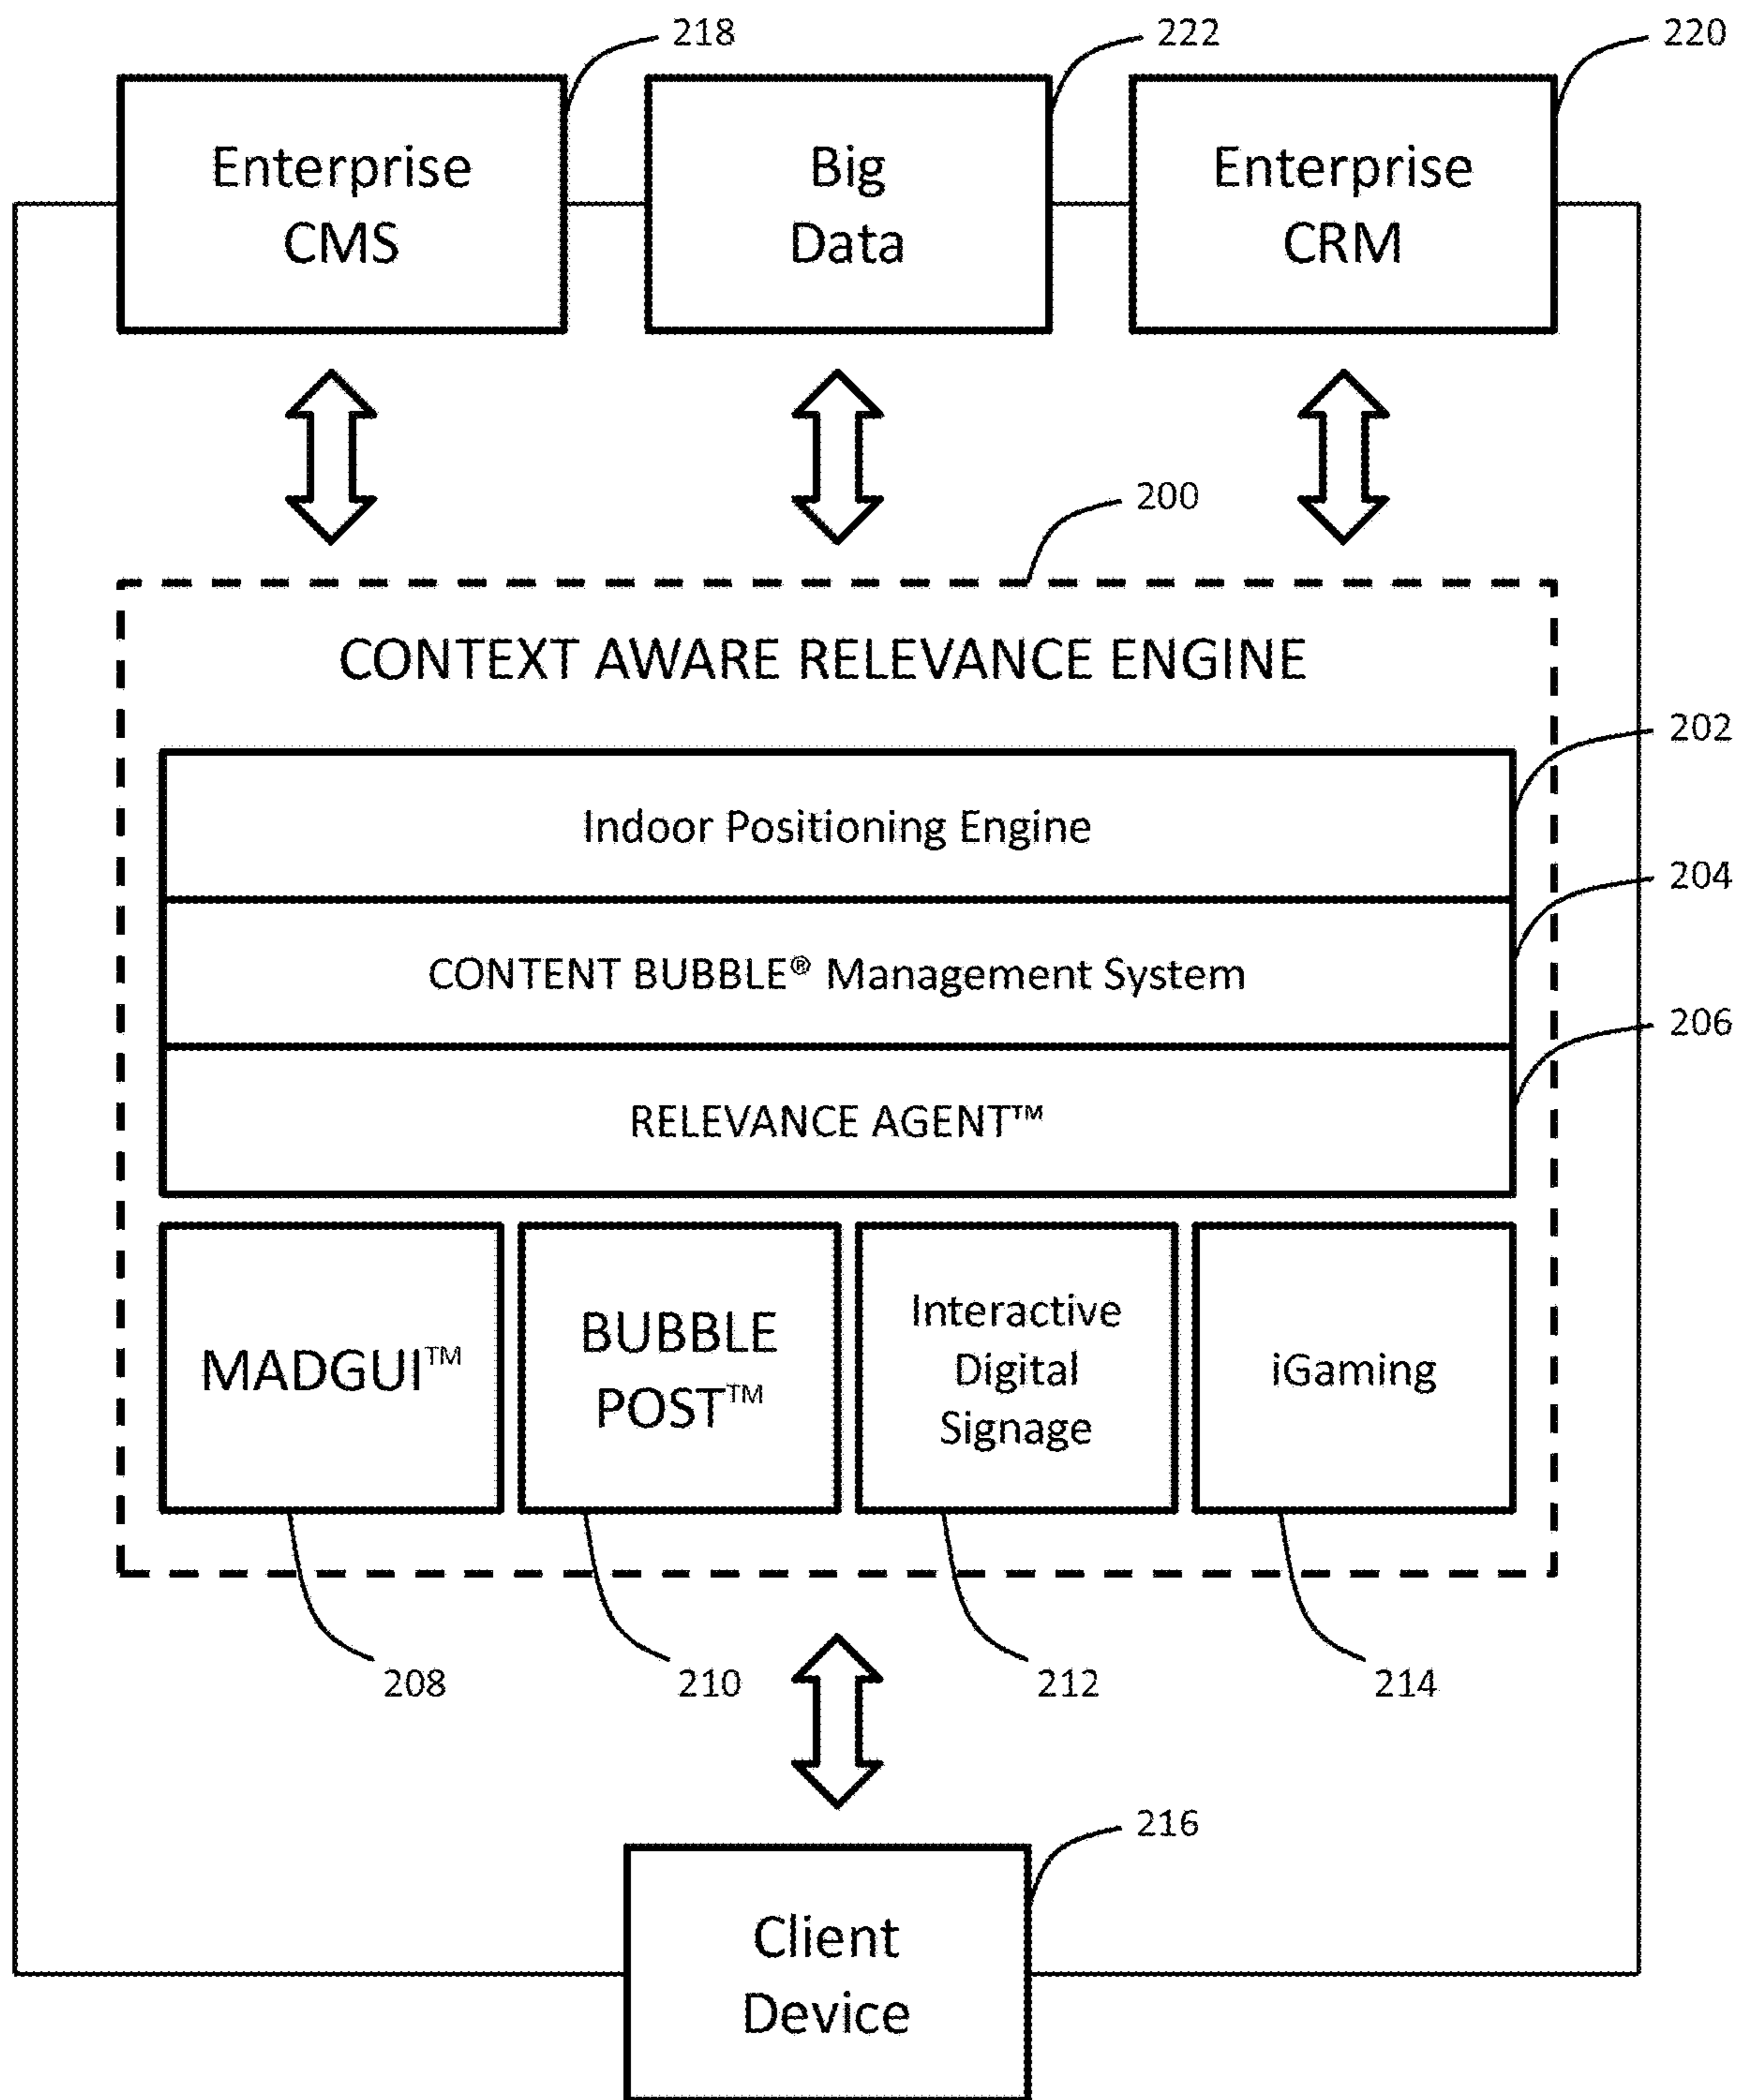 218
222
220
Enterprise
CMS
Big
Data
Enterprise
CRM
200
CONTEXT AWARE RELEVANCE ENGINE
202
Indoor Positioning Engine
204
CONTENT BUBBLE® Management System
206
RELEVANCE AGENT™
MADGUI™
BUBBLE
POST™
Interactive
Digital
Signage
iGaming
208
210
212
214
216
Client
Device